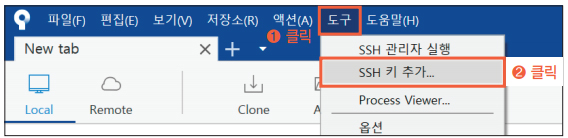 파일(F) 편집(E) 보기(V) 저장소(R) 액션(A) 도구 도움말(H)
❶ 클릭
New tab
SSH 관리자 실행
SSH 키 추가...
❷ 클릭
Process Viewer...
Local Remote Clone
옵션